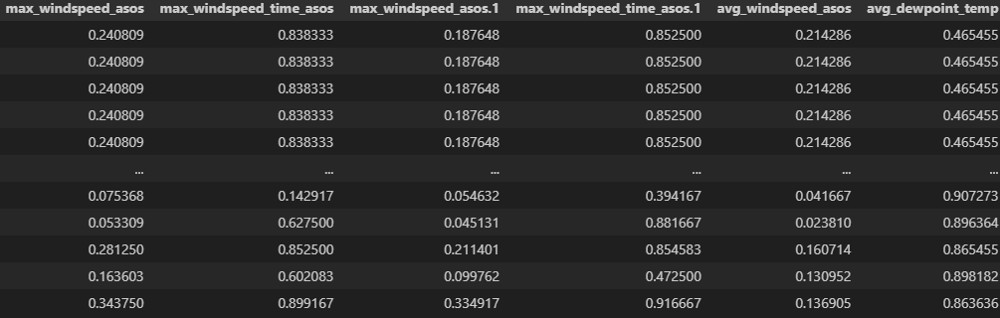 max_windspeed_asos max_windspeed_time_asos max_windspeed_asos.1 max_windspeed_time_asos.1 avg_windspeed_asos avg_dewpoint_temp
0.240809 0.838333 0.187648 0.852500 0.214286 0.465455
0.240809 0.838333 0.187648 0.852500 0.214286 0.465455
0.240809 0.838333 0.187648 0.852500 0.214286 0.465455
0.240809 0.838333 0.187648 0.852500 0.214286 0.465455
0.240809 0.838333 0.187648 0.852500 0.214286 0.465455
... ... ... ... ... ...
0.075368 0.142917 0.054632 0.394167 0.041667 0.907273
0.053309 0.627500 0.045131 0.881667 0.023810 0.896364
0.281250 0.852500 0.211401 0.854583 0.160714 0.865455
0.163603 0.602083 0.099762 0.472500 0.130952 0.898182
0.343750 0.899167 0.334917 0.916667 0.136905 0.863636